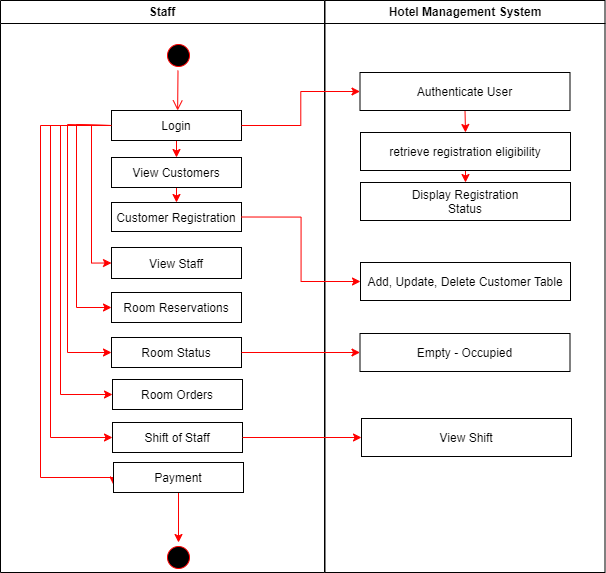 Staff
Hotel Management System
Login
Authenticate User
View Customers
retrieve registration eligibility
Customer Registration
Display Registration
Status
View Staff
Add, Update, Delete Customer Table
Room Reservations
Room Status
Empty - Occupied
Room Orders
Shift of Staff
View Shift
Payment